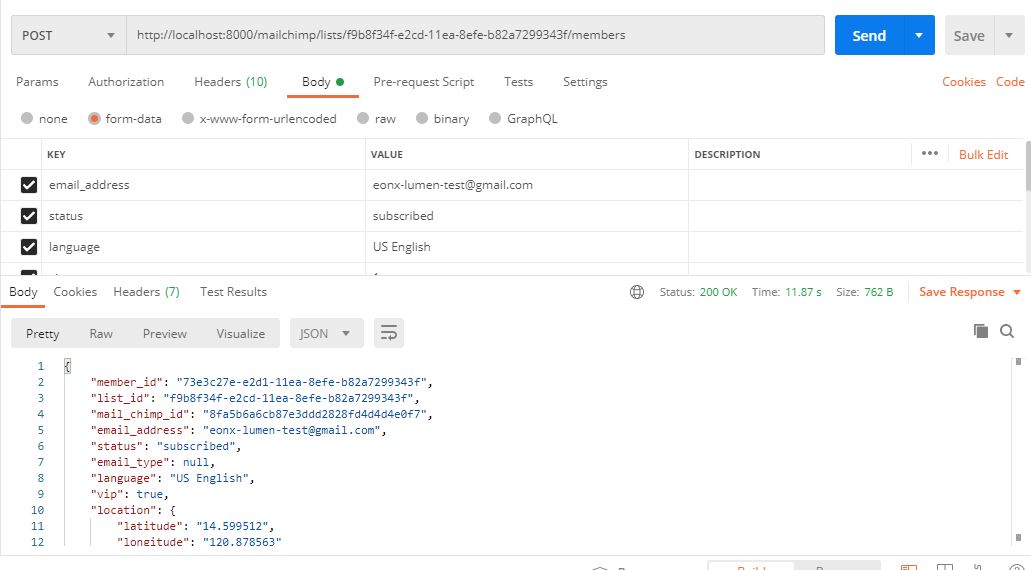 POST http://localhost:8000/mailchimp/lists/f9b8f34f-e2cd-11ea-8efe-b82a7299343f/members Send Save
Params Authorization Headers (10) Body Pre-request Script Tests Settings Cookies Code
none form-data x-www-form-urlencoded raw binary GraphQL
KEY VALUE DESCRIPTION ••• Bulk Edit
email_address eonx-lumen-test@gmail.com
status subscribed
language US English
Body Cookies Headers (7) Test Results Status: 200 OK Time: 11.87 s Size: 762 B Save Response
Pretty Raw Preview Visualize JSON
1 {
2 "member_id": "73e3c27e-e2d1-11ea-8efe-b82a7299343f",
3 "list_id": "f9b8f34f-e2cd-11ea-8efe-b82a7299343f",
4 "mail_chimp_id": "8fa5b6a6cb87e3ddd2828fd4d4d4e0f7",
5 "email_address": "eonx-lumen-test@gmail.com",
6 "status": "subscribed",
7 "email_type": null,
8 "language": "US English",
9 "vip": true,
10 "location": {
11 "latitude": "14.599512",
12 "longitude": "120.878563"